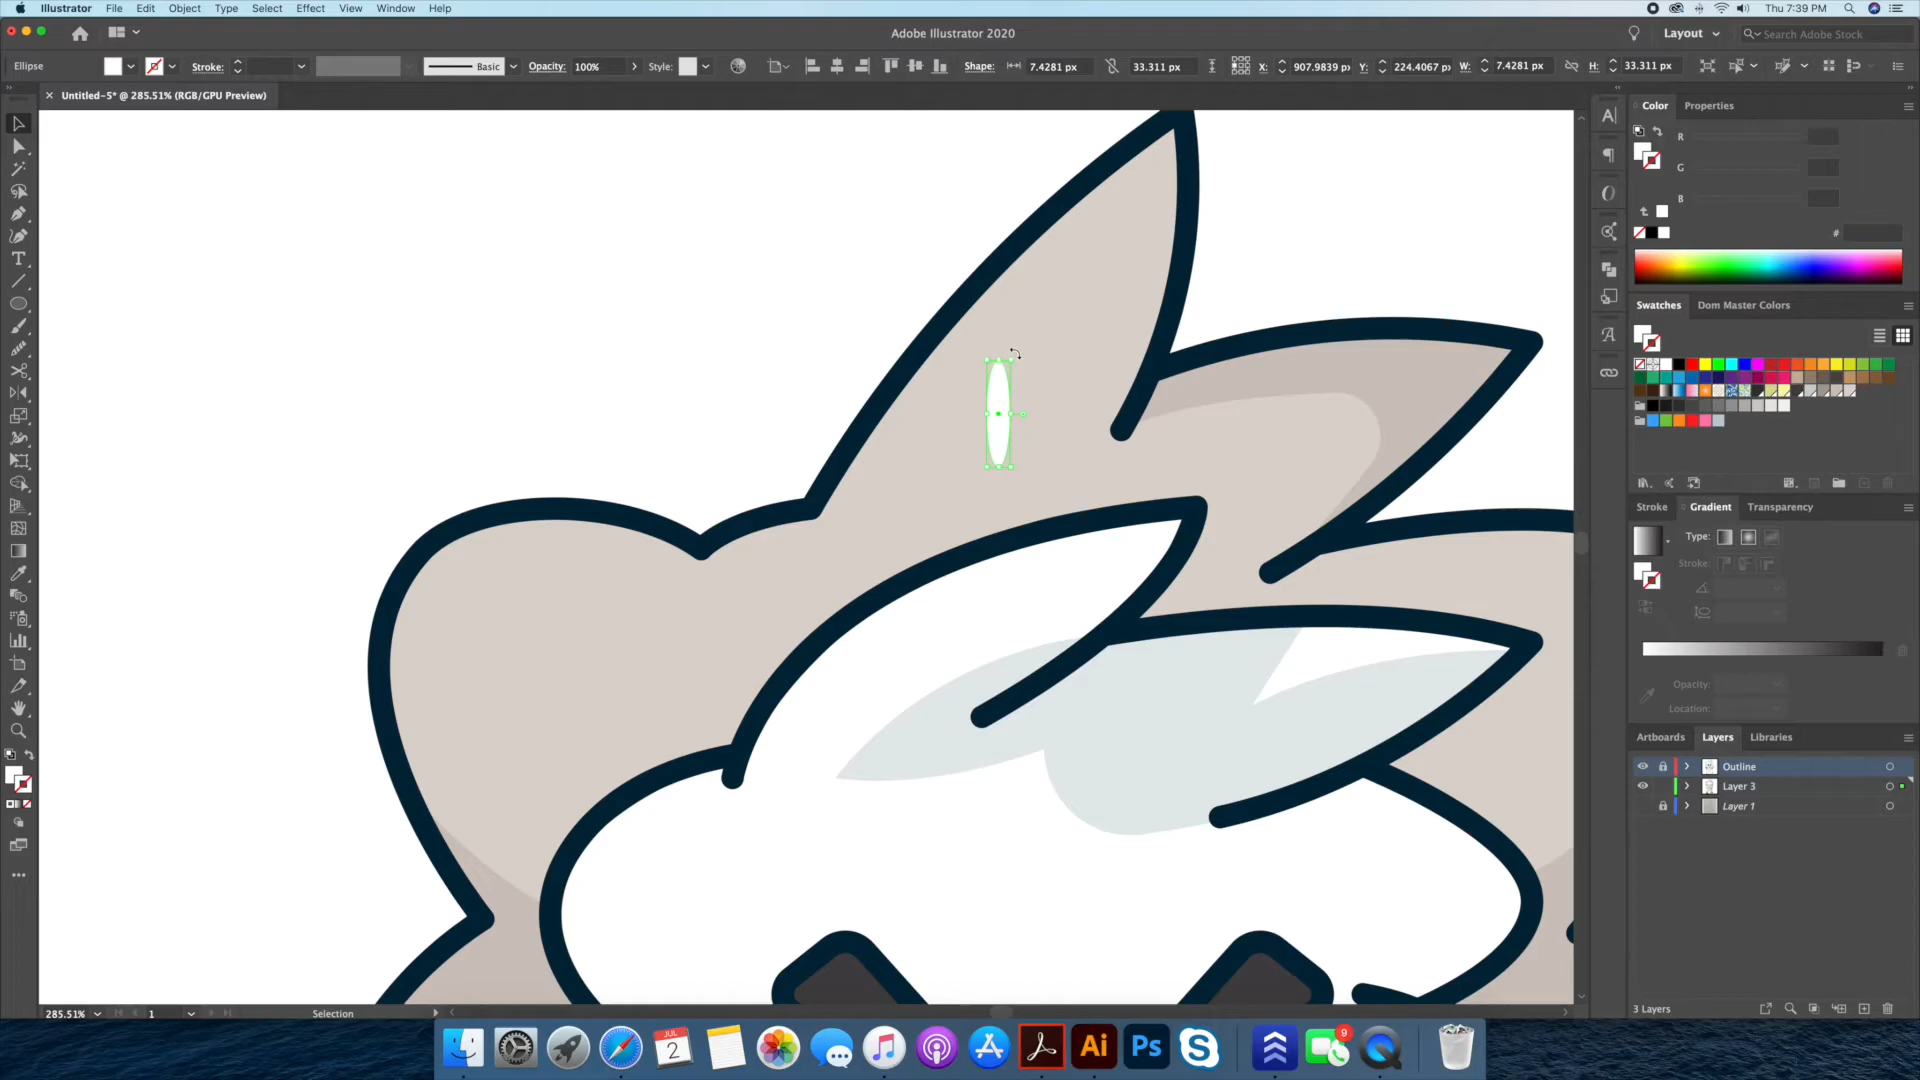 Illustrator File Edit Object Type Select Effect View Window Help
Thu 7:39 PM
Adobe Illustrator 2020
Layout
Search Adobe Stock
Ellipse
Stroke:
Basic
Opacity: 100%
Style:
Shape: 7.4281 px 33.311 px
X: 907.9839 p
Y: 224.4067 p
W: 7.4281 px
H: 33.311 px
Untitled-5* @ 285.51% (RGB/GPU Preview)
Color Properties
R
G
B
#
Swatches Dom Master Colors
Stroke Gradient Transparency
Type:
Stroke:
Opacity:
Location:
Artboards Layers Libraries
Outline
Layer 3
Layer 1
3 Layers
285.51% 1 Selection
JUL
2
9
Ai
Ps